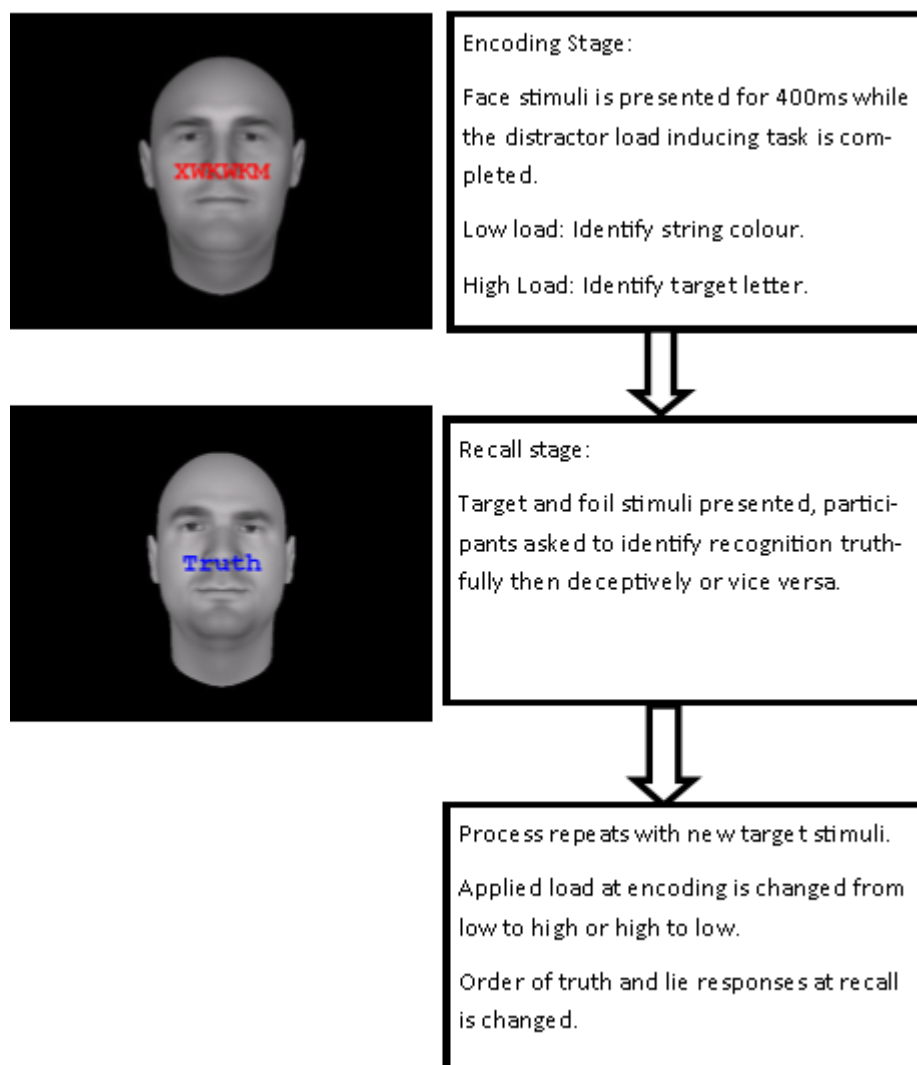 XWKWKM
Encoding Stage:
Face stimuli is presented for 400ms while
the distractor load inducing task is com-
pleted.
Low load: Identify string colour.
High Load: Identify target letter.
Truth
Recall stage:
Target and foil stimuli presented, partici-
pants asked to identify recognition truth-
fully then deceptively or vice versa.
Process repeats with new target stimuli.
Applied load at encoding is changed from
low to high or high to low.
Order of truth and lie responses at recall
is changed.